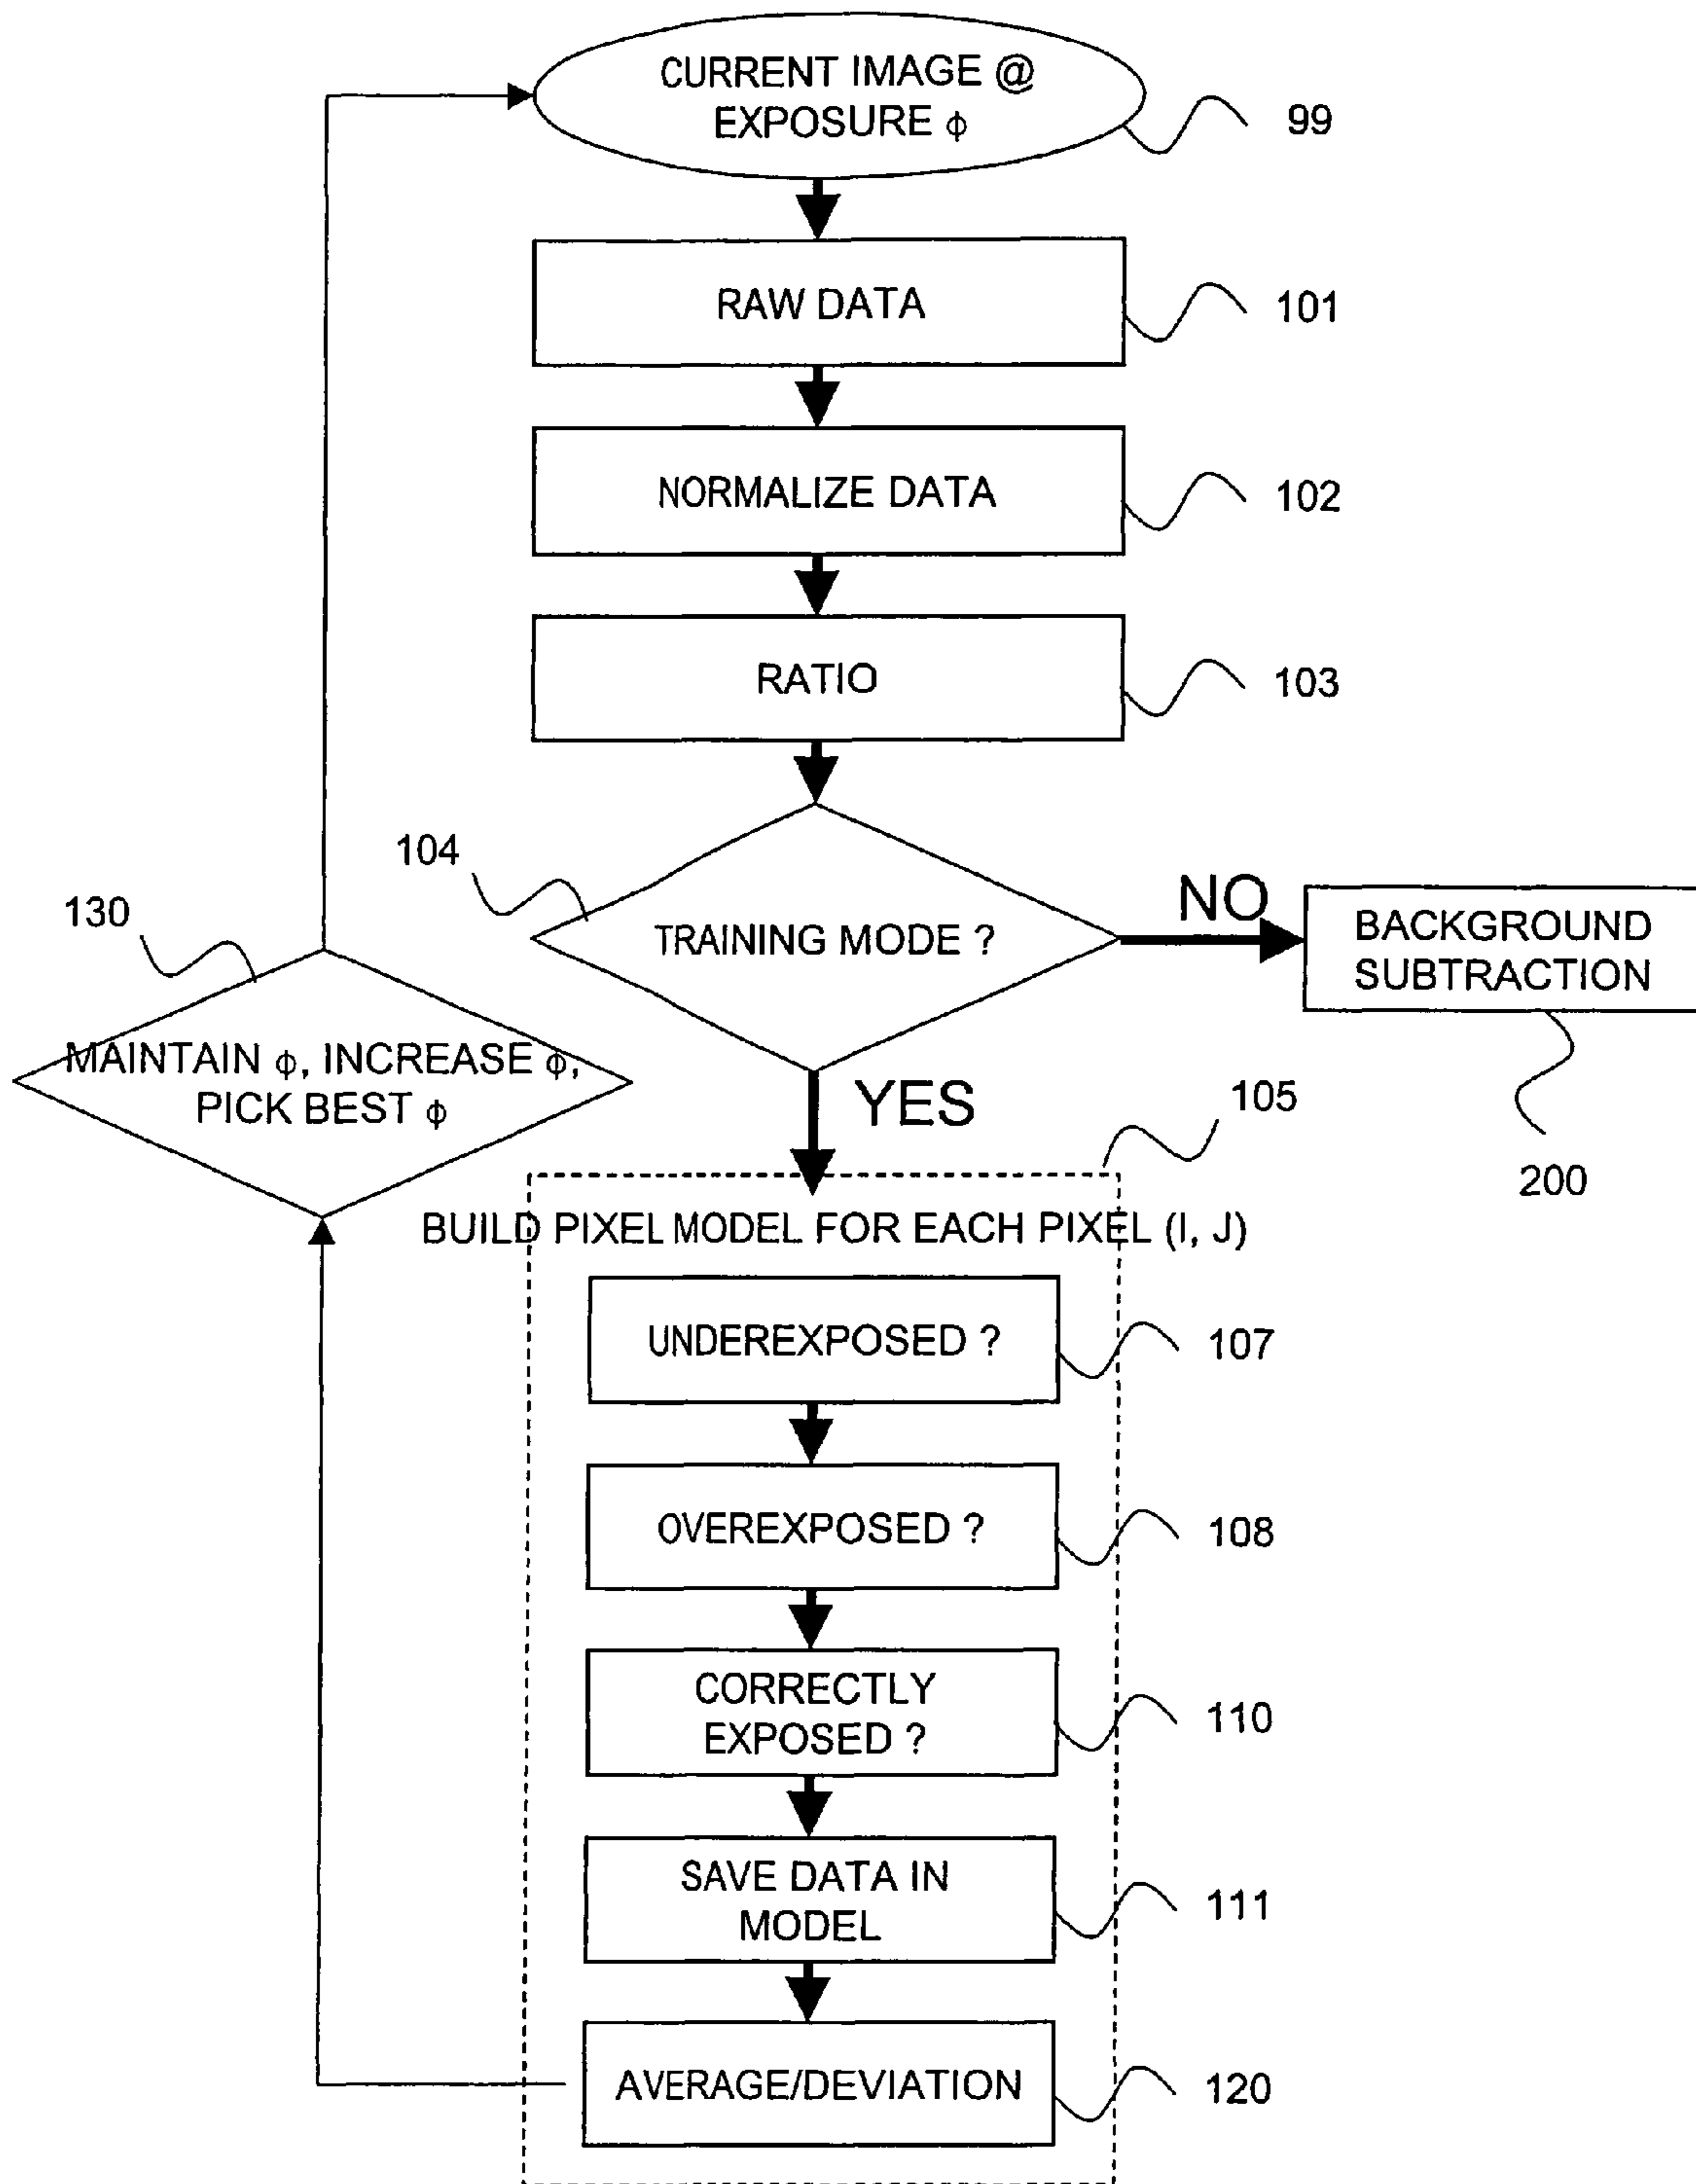 CURRENT IMAGE @
EXPOSURE ϕ
99
RAW DATA
101
NORMALIZE DATA
102
RATIO
103
104
TRAINING MODE ?
NO
BACKGROUND
SUBTRACTION
200
130
MAINTAIN ϕ, INCREASE ϕ,
PICK BEST ϕ
YES
105
BUILD PIXEL MODEL FOR EACH PIXEL (I, J)
UNDEREXPOSED ?
107
OVEREXPOSED ?
108
CORRECTLY
EXPOSED ?
110
SAVE DATA IN
MODEL
111
AVERAGE/DEVIATION
120